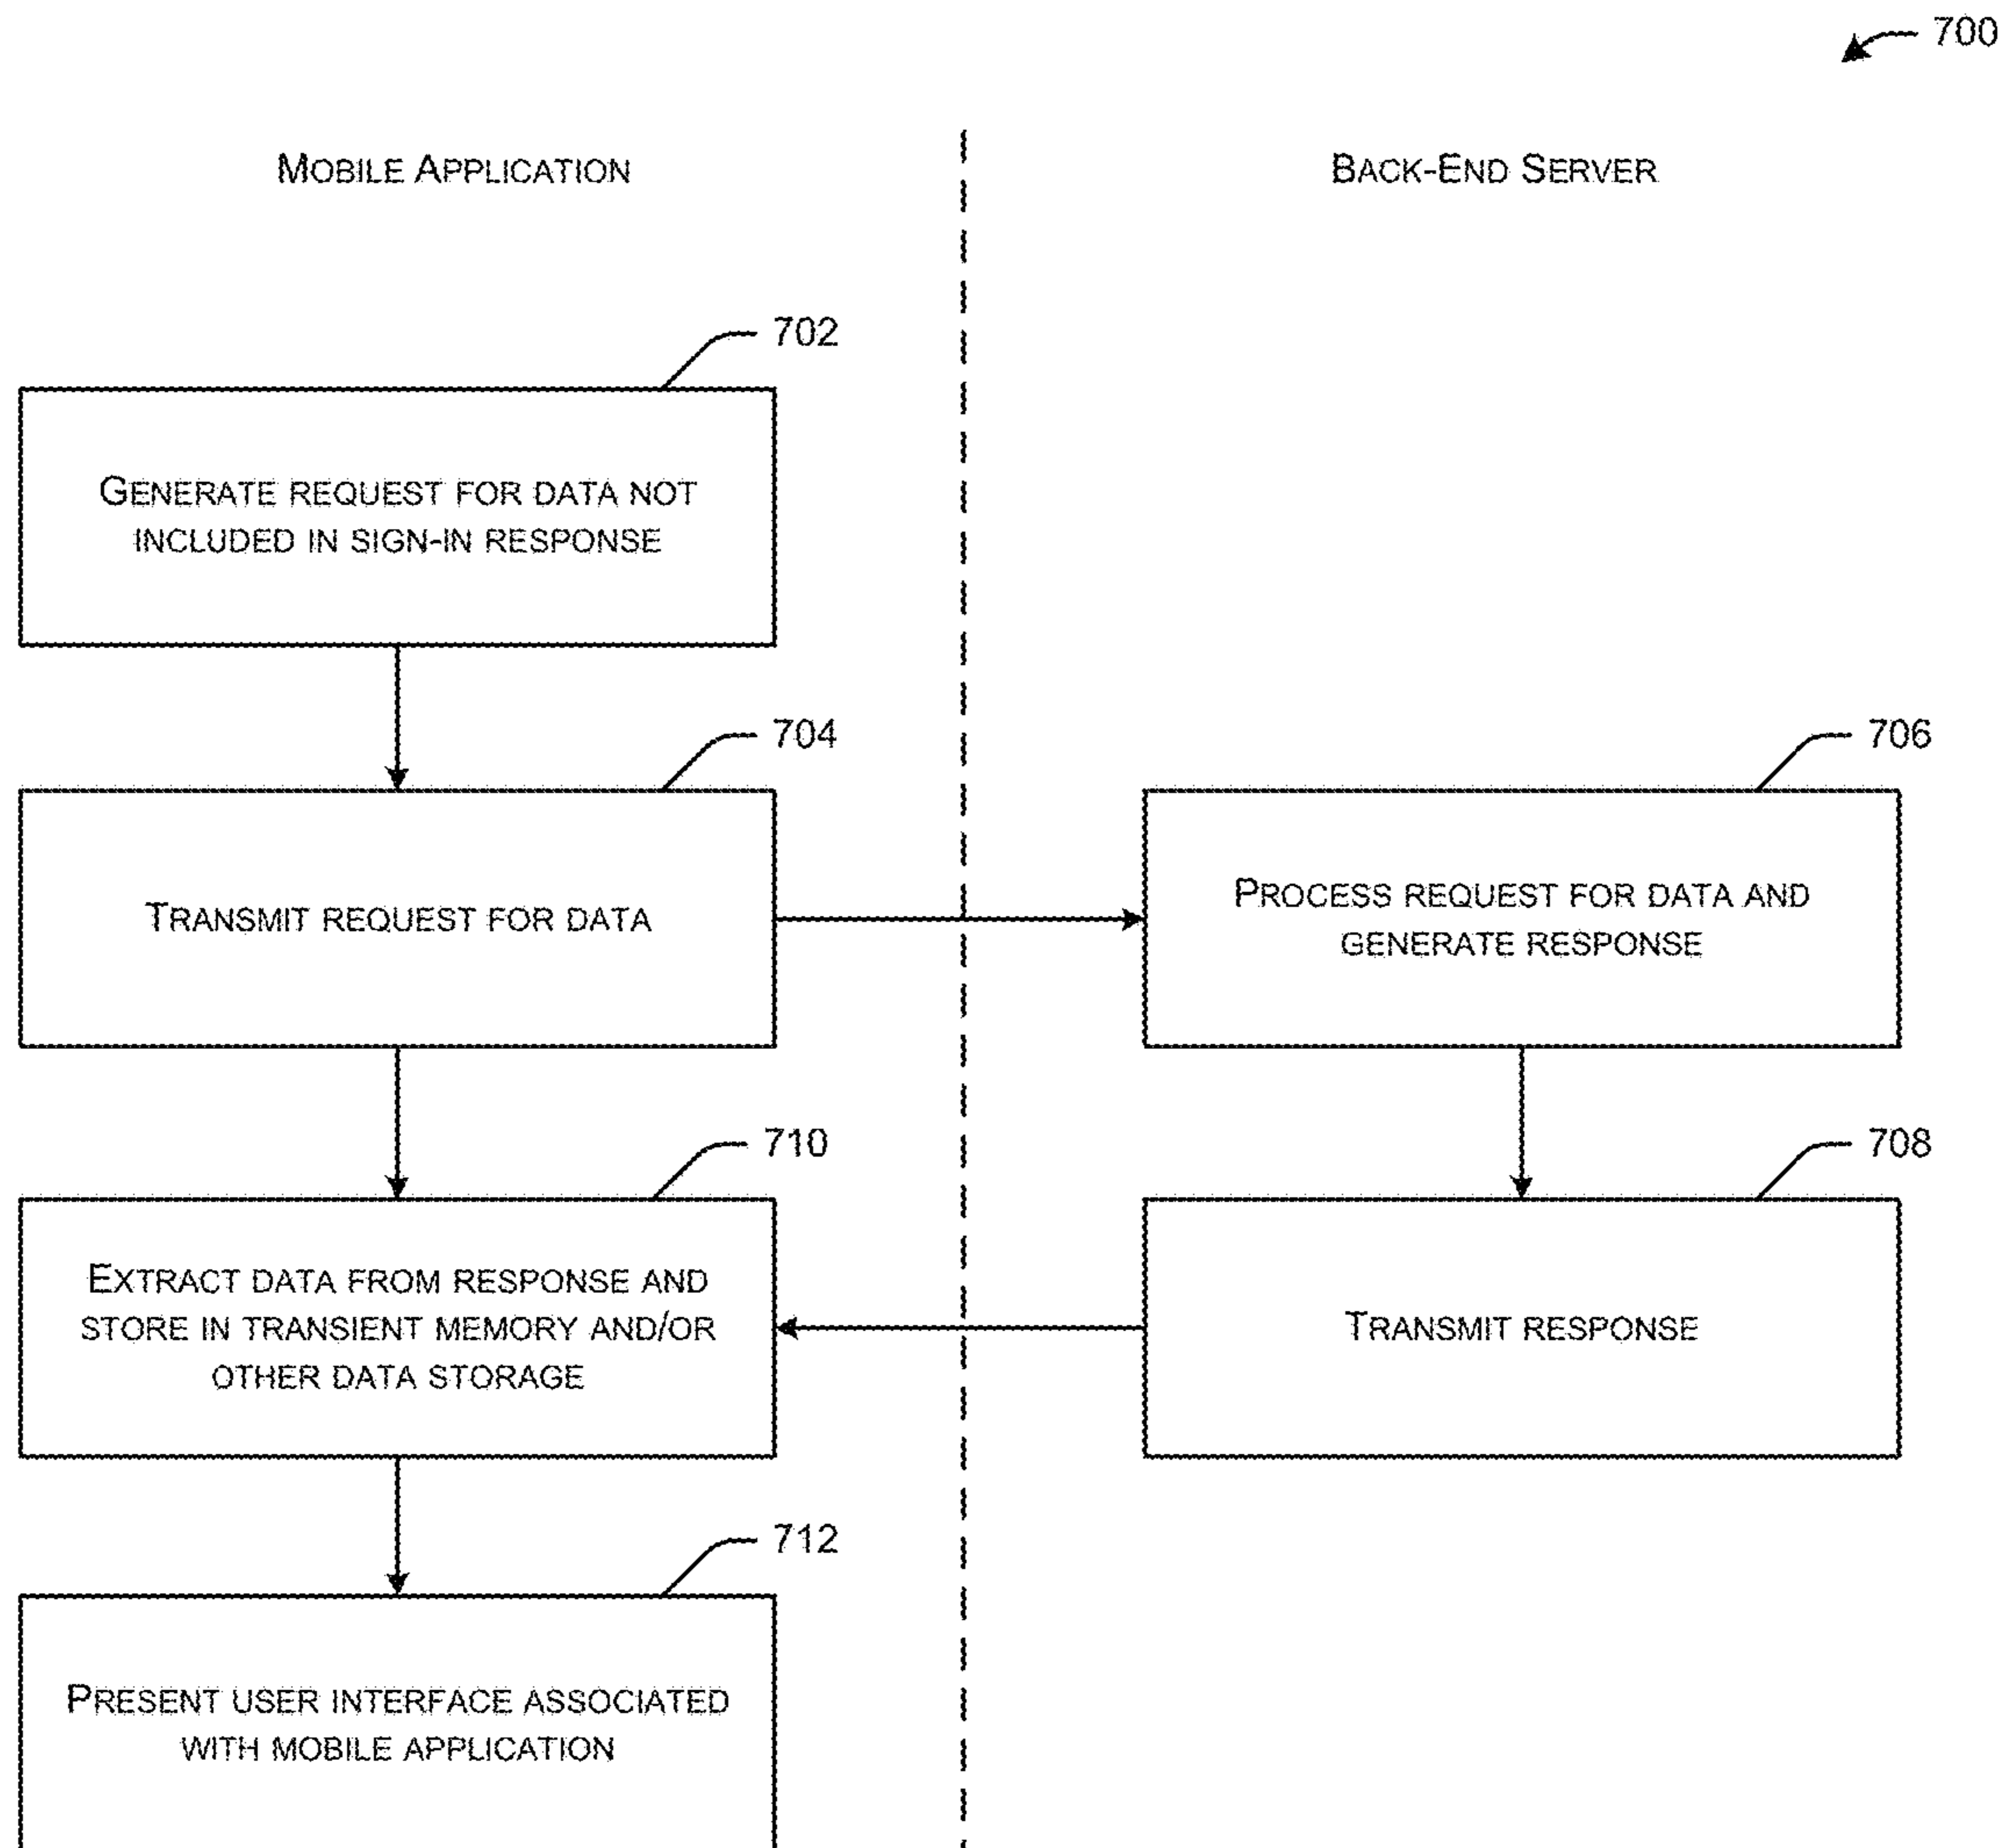 700
MOBILE APPLICATION
BACK-END SERVER
702
GENERATE REQUEST FOR DATA NOT
INCLUDED IN SIGN-IN RESPONSE
704
TRANSMIT REQUEST FOR DATA
706
PROCESS REQUEST FOR DATA AND
GENERATE RESPONSE
710
EXTRACT DATA FROM RESPONSE AND
STORE IN TRANSIENT MEMORY AND/OR
OTHER DATA STORAGE
708
TRANSMIT RESPONSE
712
PRESENT USER INTERFACE ASSOCIATED
WITH MOBILE APPLICATION